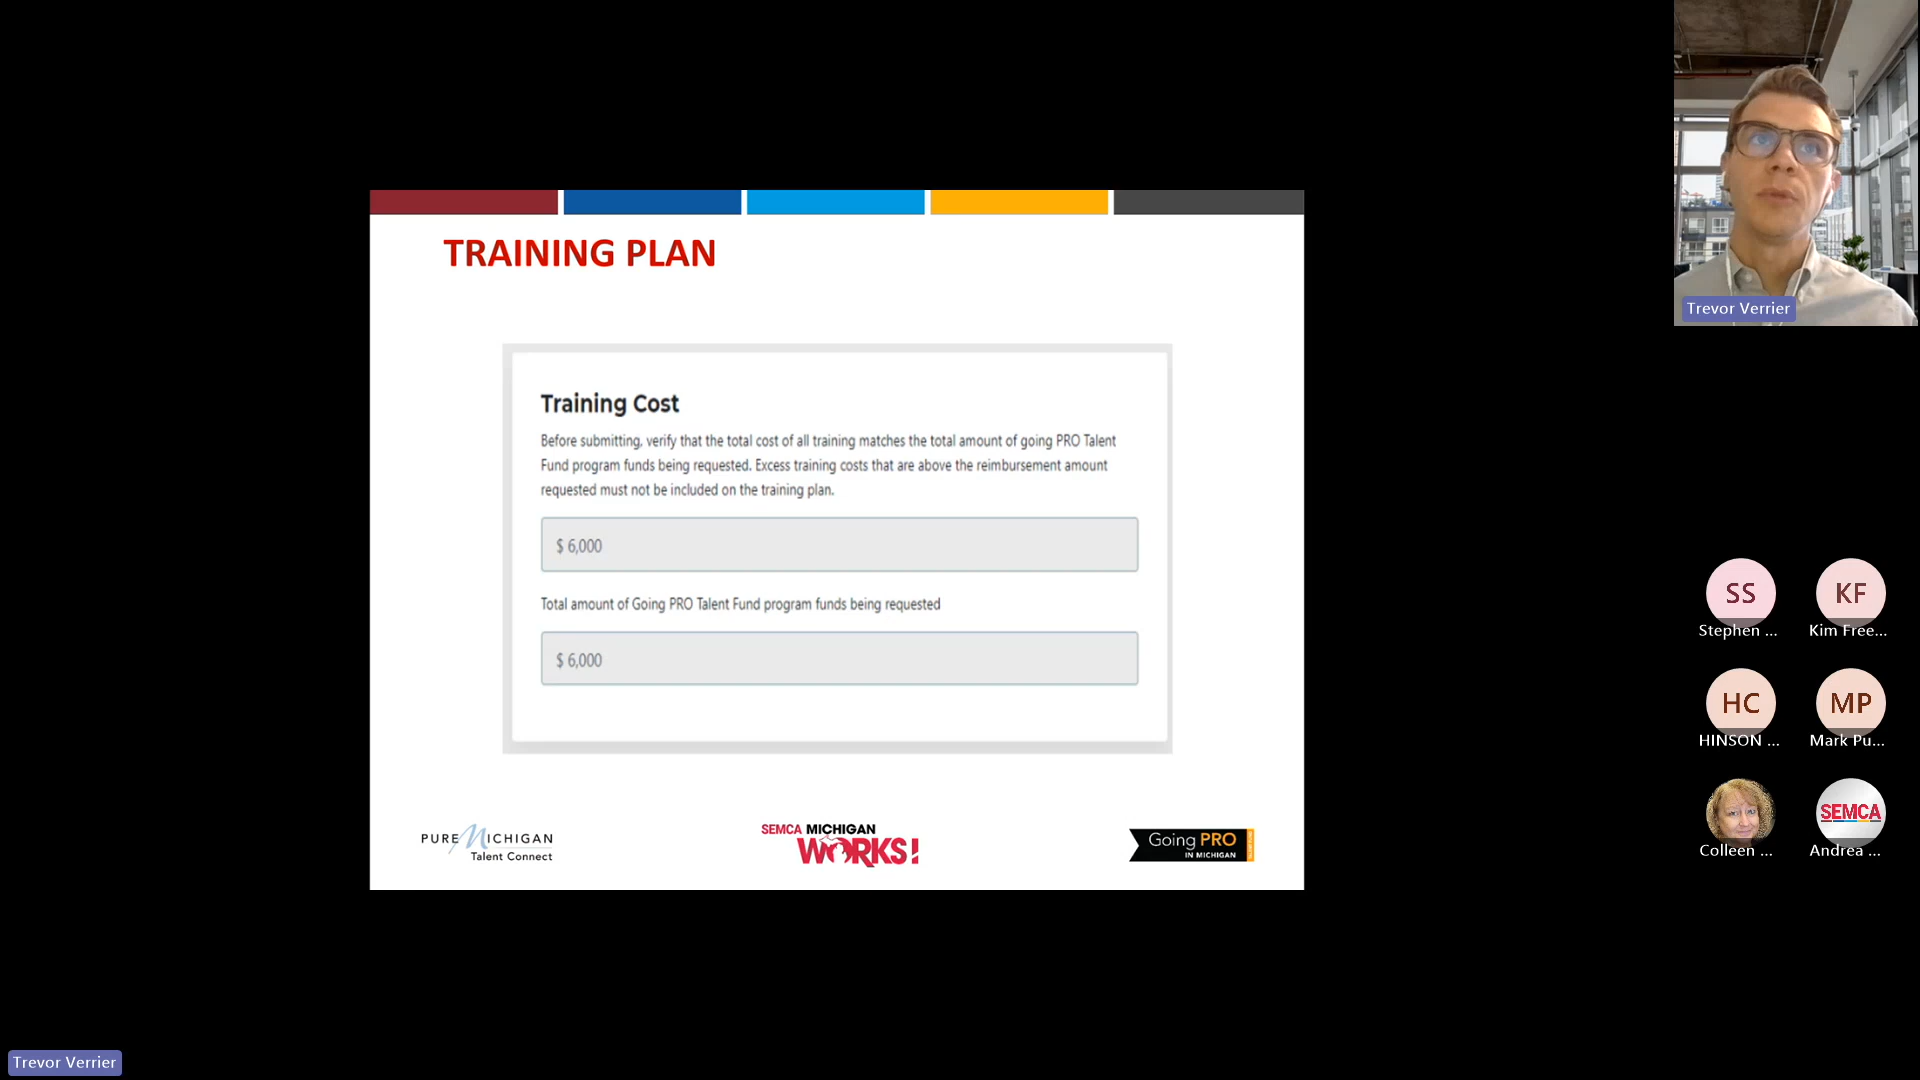 TRAINING PLAN
Training Cost
Before submitting, verify that the total cost of all training matches the total amount of going PRO Talent
Fund program funds being requested. Excess training costs that are above the reimbursement amount
requested must not be included on the training plan.
$ 6,000
Total amount of Going PRO Talent Fund program funds being requested
$ 6,000
PURE MICHIGAN
Talent Connect
SEMCA MICHIGAN
WORKS!
Going PRO
IN MICHIGAN
Trevor Verrier
SS
KF
Stephen ...
Kim Free...
HC
MP
HINSON ...
Mark Pu...
SEMCA
Colleen ...
Andrea ...
Trevor Verrier